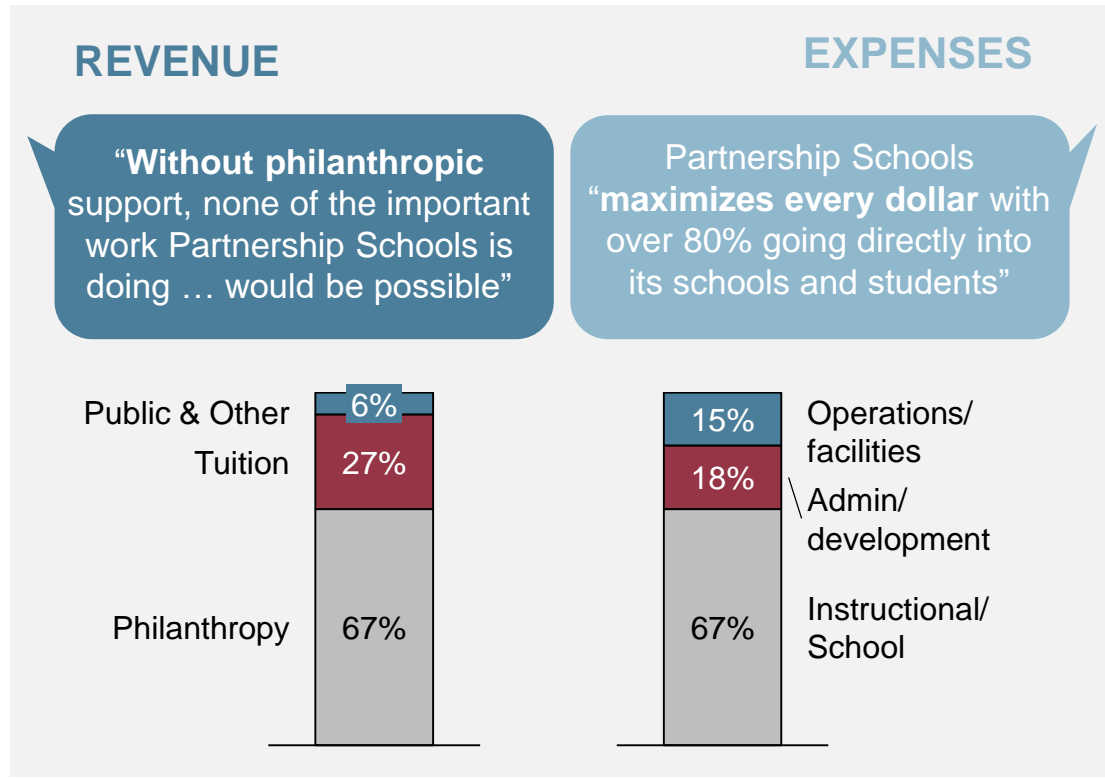 REVENUE
“Without philanthropic
support, none of the important
work Partnership Schools is
doing … would be possible”
Public & Other
6%
Tuition
27%
Philanthropy
67%
EXPENSES
Partnership Schools
“maximizes every dollar with
over 80% going directly into
its schools and students”
15%
Operations/
facilities
18%
Admin/
development
67%
Instructional/
School